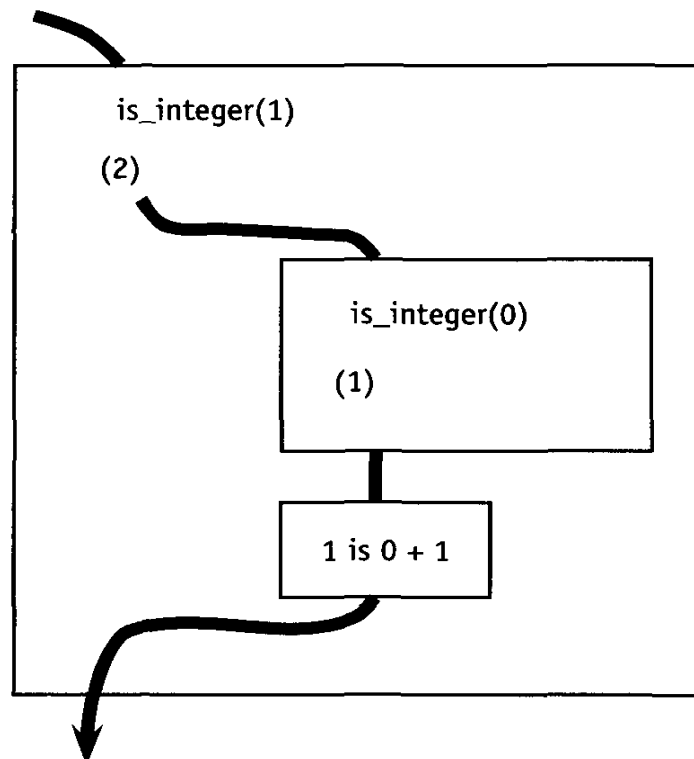 is_integer(1)
(2)
is_integer(0)
(1)
1 is 0 + 1